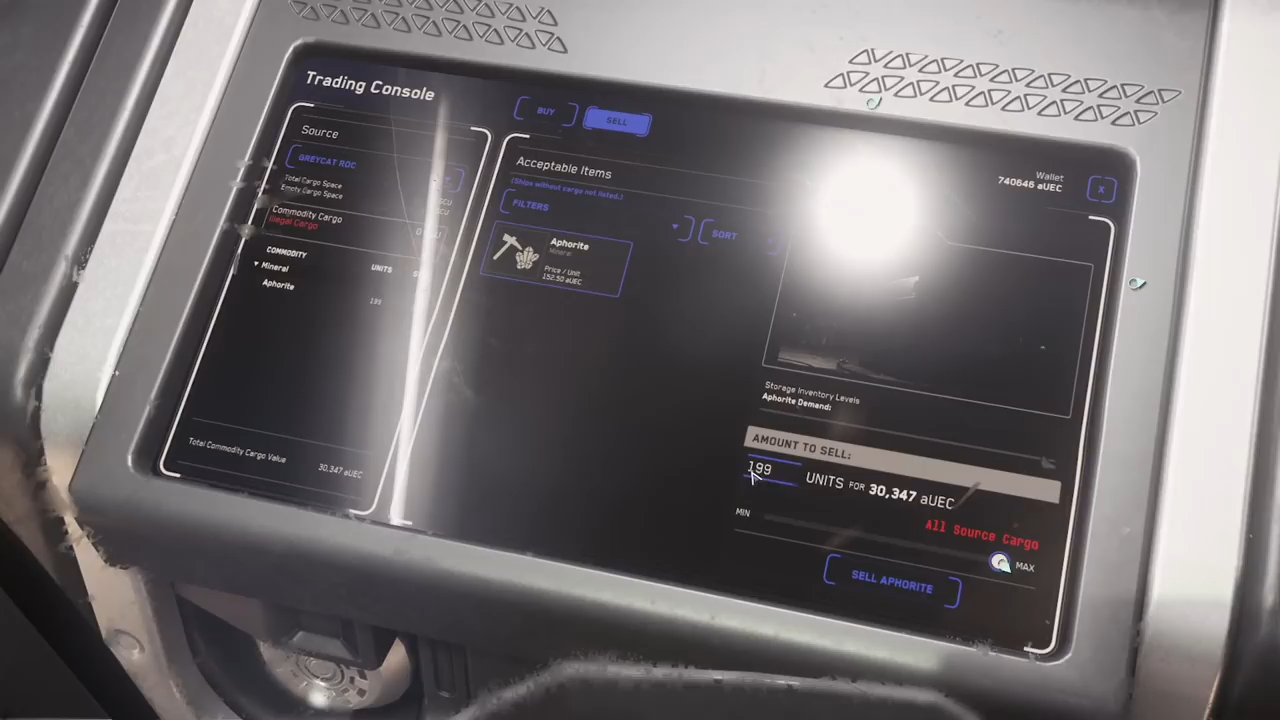 Trading Console
BUY
SELL
Source
GREYCAT ROC
Total Cargo Space
Empty Cargo Space
SCU
SCU
Commodity Cargo
Illegal Cargo
COMMODITY UNITS
Mineral
Aphorite 199
Total Commodity Cargo Value 30,347 aUEC
Acceptable Items
(Ships without cargo not listed.)
FILTERS
SORT
Aphorite
Mineral
Price / Unit
152.50 aUEC
Wallet
740646 aUEC
X
Storage Inventory Levels
Aphorite Demand:
AMOUNT TO SELL:
199 UNITS FOR 30,347 aUEC
All Source Cargo
MIN MAX
SELL APHORITE